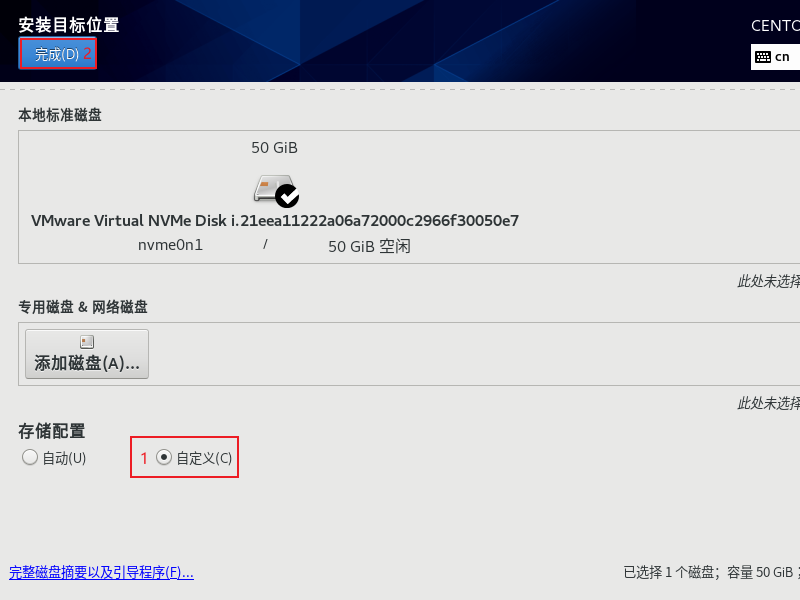 安装目标位置
CENTO
完成(D) 2
cn
本地标准磁盘
50 GiB
VMware Virtual NVMe Disk i.21eea11222a06a72000c2966f30050e7
nvme0n1 / 50 GiB 空闲
此处未选择
专用磁盘 & 网络磁盘
添加磁盘(A)...
此处未选择
存储配置
自动(U) 1 自定义(C)
完整磁盘摘要以及引导程序(F)...
已选择 1 个磁盘；容量 50 GiB；